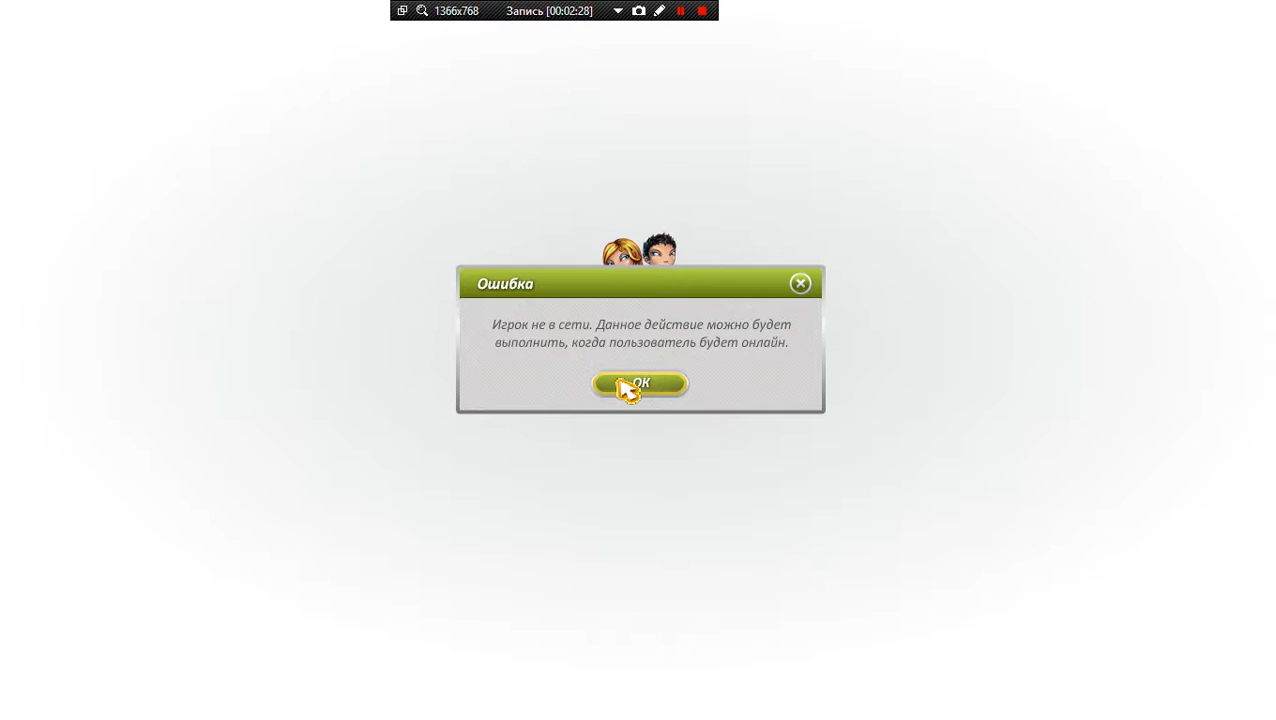 1366x768 Запись [00:02:28]
Ошибка
Игрок не в сети. Данное действие можно будет
выполнить, когда пользователь будет онлайн.
ОК